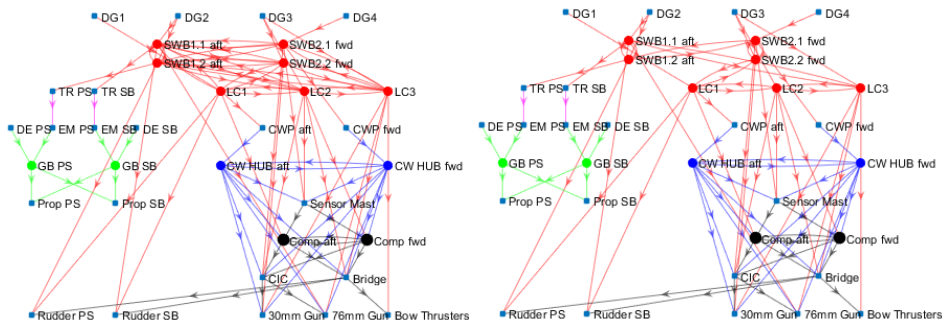 DG1 DG2 DG3 DG4
SWB1.1 aft SWB2.1 fwd
SWB1.2 aft SWB2.2 fwd
TR PS TR SB LC1 LC2 LC3
DE PS EM PS EM SB DE SB CWP aft CWP fwd
GB PS GB SB CW HUB aft CW HUB fwd
Prop PS Prop SB Sensor Mast
Comp aft Comp fwd
CIC Bridge
Rudder PS Rudder SB 30mm Gun 76mm Gun Bow Thrusters
DG1 DG2 DG3 DG4
SWB1.1 aft SWB2.1 fwd
SWB1.2 aft SWB2.2 fwd
TR PS TR SB LC1 LC2 LC3
DE PS EM PS EM SB DE SB CWP aft CWP fwd
GB PS GB SB CW HUB aft CW HUB fwd
Prop PS Prop SB Sensor Mast
Comp aft Comp fwd
CIC Bridge
Rudder PS Rudder SB 30mm Gun 76mm Gun Bow Thrusters